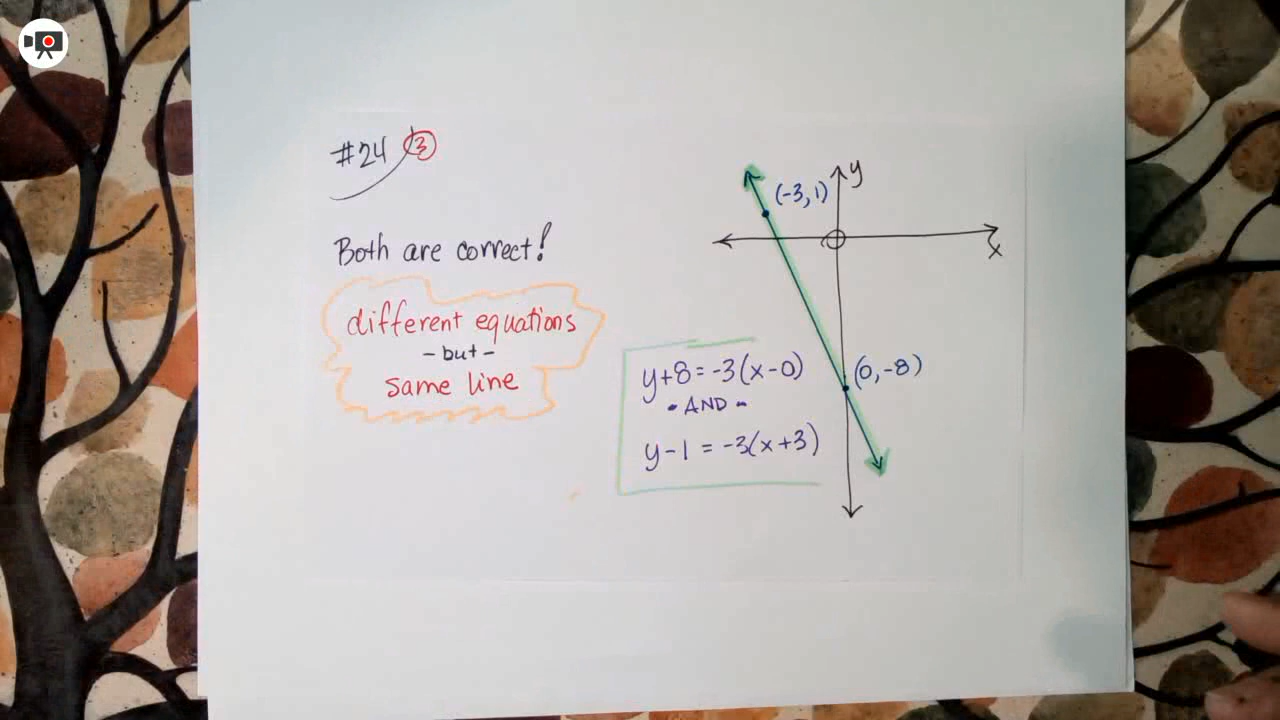 #24 3
Both are correct!
different equations
- but -
same line
y
(-3, 1)
x
(0, -8)
y+8 = -3(x-0)
• AND •
y-1 = -3(x+3)